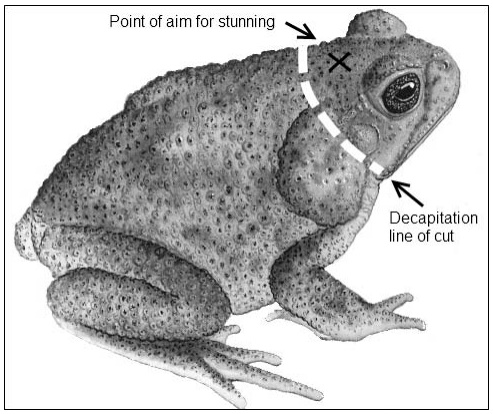 Point of aim for stunning
Decapitation
line of cut